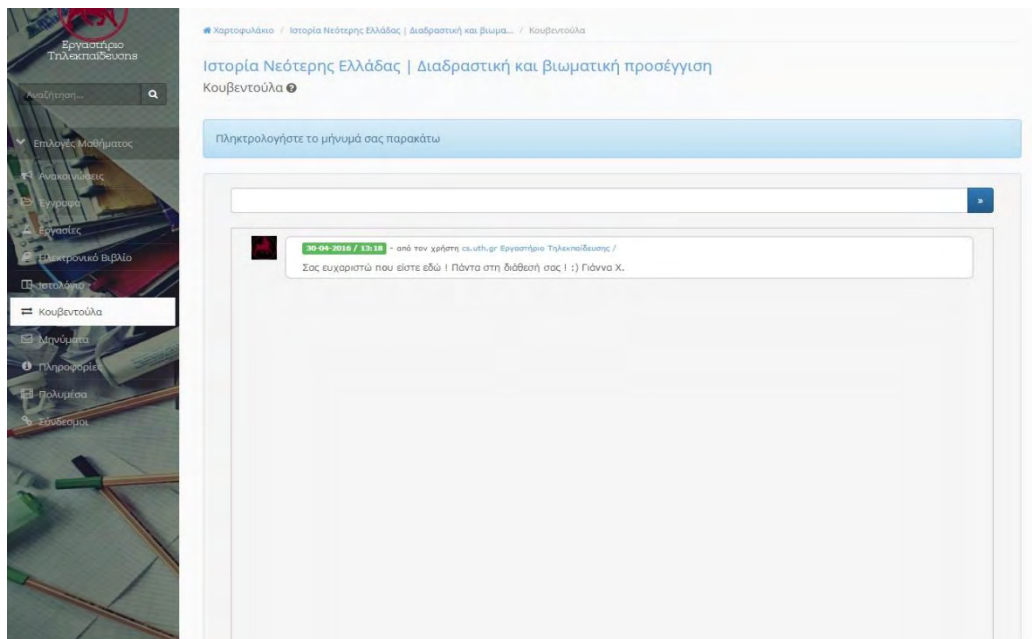 Εργαστήριο
Τηλεκπαίδευσης
Αναζήτηση...
Επιλογές Μαθήματος
Ανακοινώσεις
Έγγραφα
Εργασίες
Ηλεκτρονικό Βιβλίο
Ιστολόγιο
Κουβεντούλα
Μηνύματα
Πληροφορίες
Πολυμέσα
Σύνδεσμοι
Χαρτοφυλάκιο / Ιστορία Νεότερης Ελλάδας | Διαδραστική και βιωμα... / Κουβεντούλα
Ιστορία Νεότερης Ελλάδας | Διαδραστική και βιωματική προσέγγιση
Κουβεντούλα
Πληκτρολογήστε το μήνυμά σας παρακάτω
»
30-04-2016 / 13:18 - από τον χρήστη cs.uth.gr Εργαστήριο Τηλεκπαίδευσης /
Σας ευχαριστώ που είστε εδώ ! Πάντα στη διάθεσή σας ! :) Γιάννα Χ.